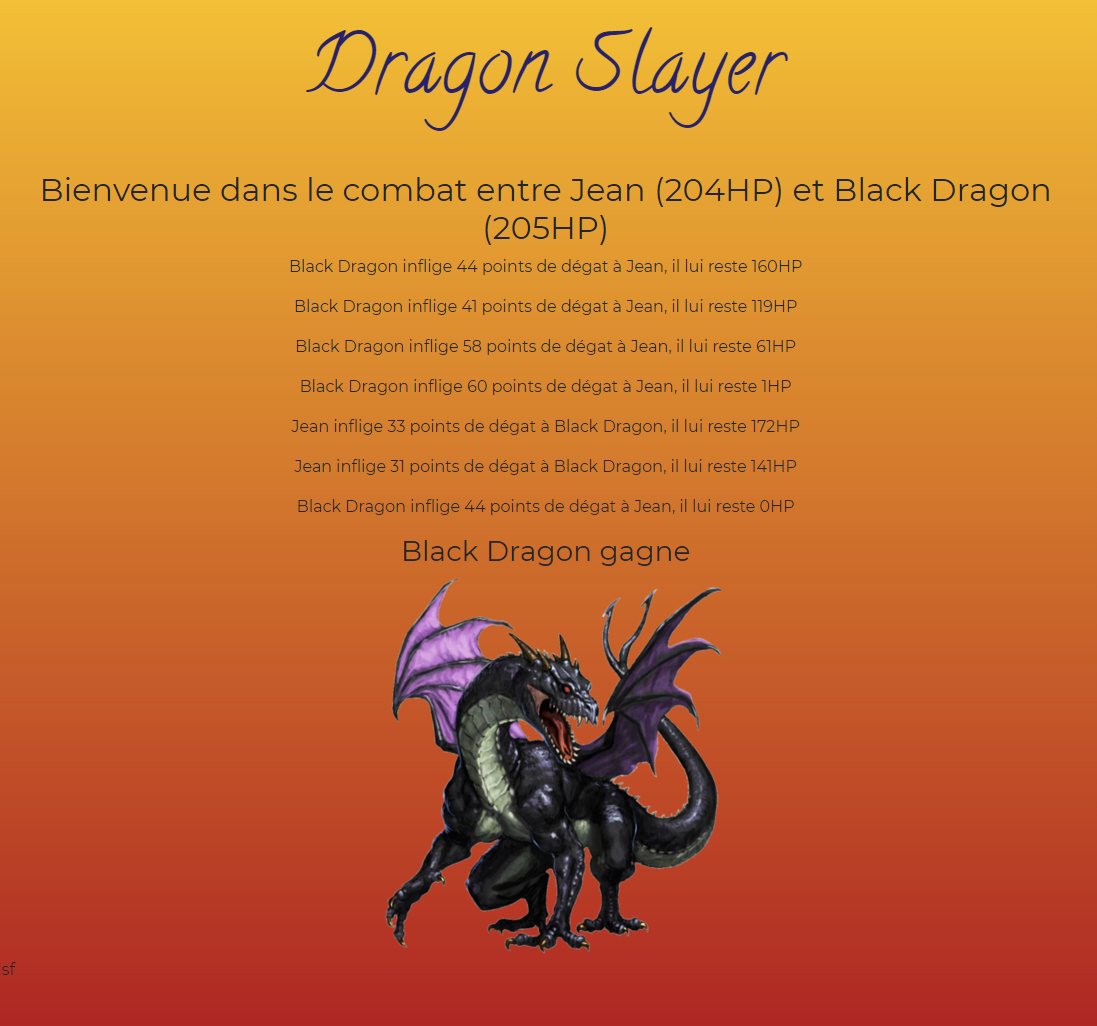 Dragon Slayer
Bienvenue dans le combat entre Jean (204HP) et Black Dragon
(205HP)
Black Dragon inflige 44 points de dégat à Jean, il lui reste 160HP
Black Dragon inflige 41 points de dégat à Jean, il lui reste 119HP
Black Dragon inflige 58 points de dégat à Jean, il lui reste 61HP
Black Dragon inflige 60 points de dégat à Jean, il lui reste 1HP
Jean inflige 33 points de dégat à Black Dragon, il lui reste 172HP
Jean inflige 31 points de dégat à Black Dragon, il lui reste 141HP
Black Dragon inflige 44 points de dégat à Jean, il lui reste 0HP
Black Dragon gagne
sf